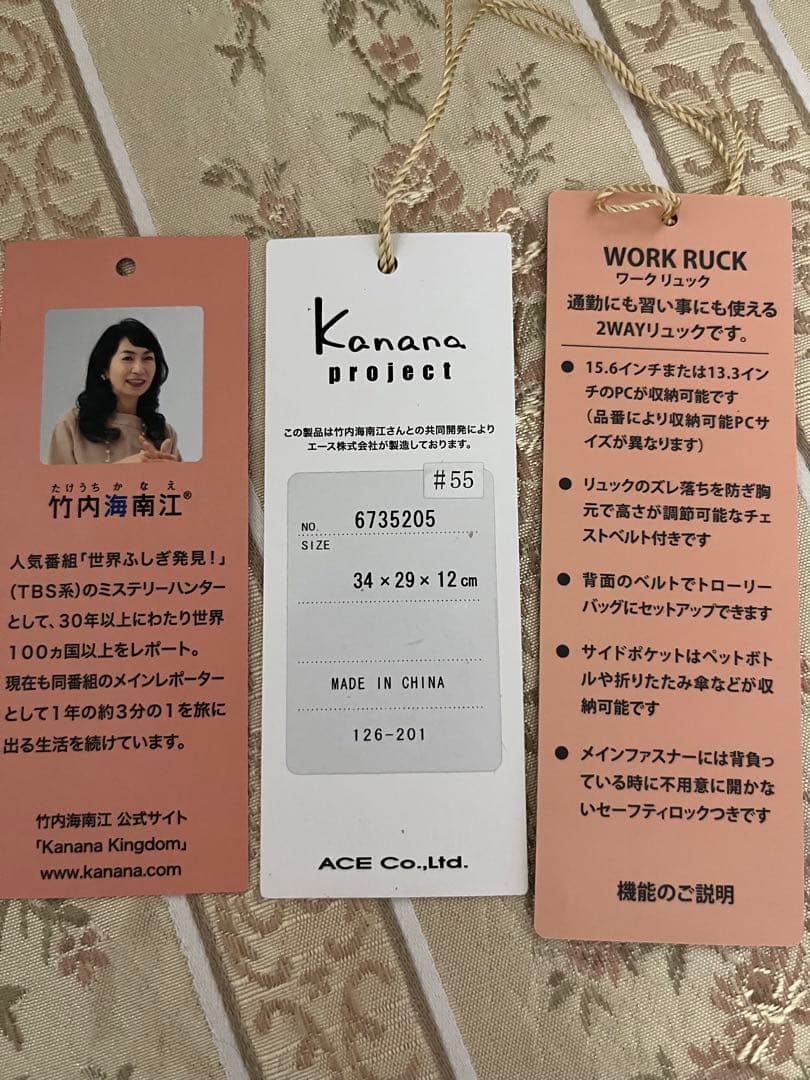 たけうち かなえ
竹内海南江®
人気番組「世界ふしぎ発見！」
（TBS系）のミステリーハンター
として、30年以上にわたり世界
100ヵ国以上をレポート。
現在も同番組のメインレポーター
として1年の約3分の1を旅に
出る生活を続けています。
竹内海南江 公式サイト
「Kanana Kingdom」
www.kanana.com
Kanana
project
この製品は竹内海南江さんとの共同開発により
エース株式会社が製造しております。
#55
NO. 6735205
SIZE
34×29×12cm
MADE IN CHINA
126-201
ACE Co.,Ltd.
WORK RUCK
ワークリュック
通勤にも習い事にも使える
2WAYリュックです。
● 15.6インチまたは13.3イン
チのPCが収納可能です
（品番により収納可能PCサ
イズが異なります）
● リュックのズレ落ちを防ぎ胸
元で高さが調節可能なチェ
ストベルト付きです
● 背面のベルトでトローリー
バッグにセットアップできます
● サイドポケットはペットボト
ルや折りたたみ傘などが収
納可能です
● メインファスナーには背負っ
ている時に不用意に開かな
いセーフティロックつきです
機能のご説明